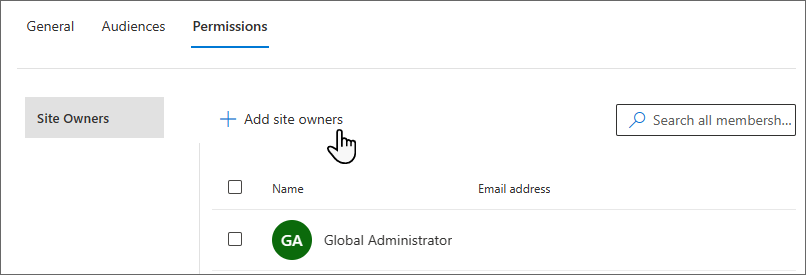 General Audiences Permissions
Site Owners
Add site owners
Search all membersh...
Name Email address
GA Global Administrator